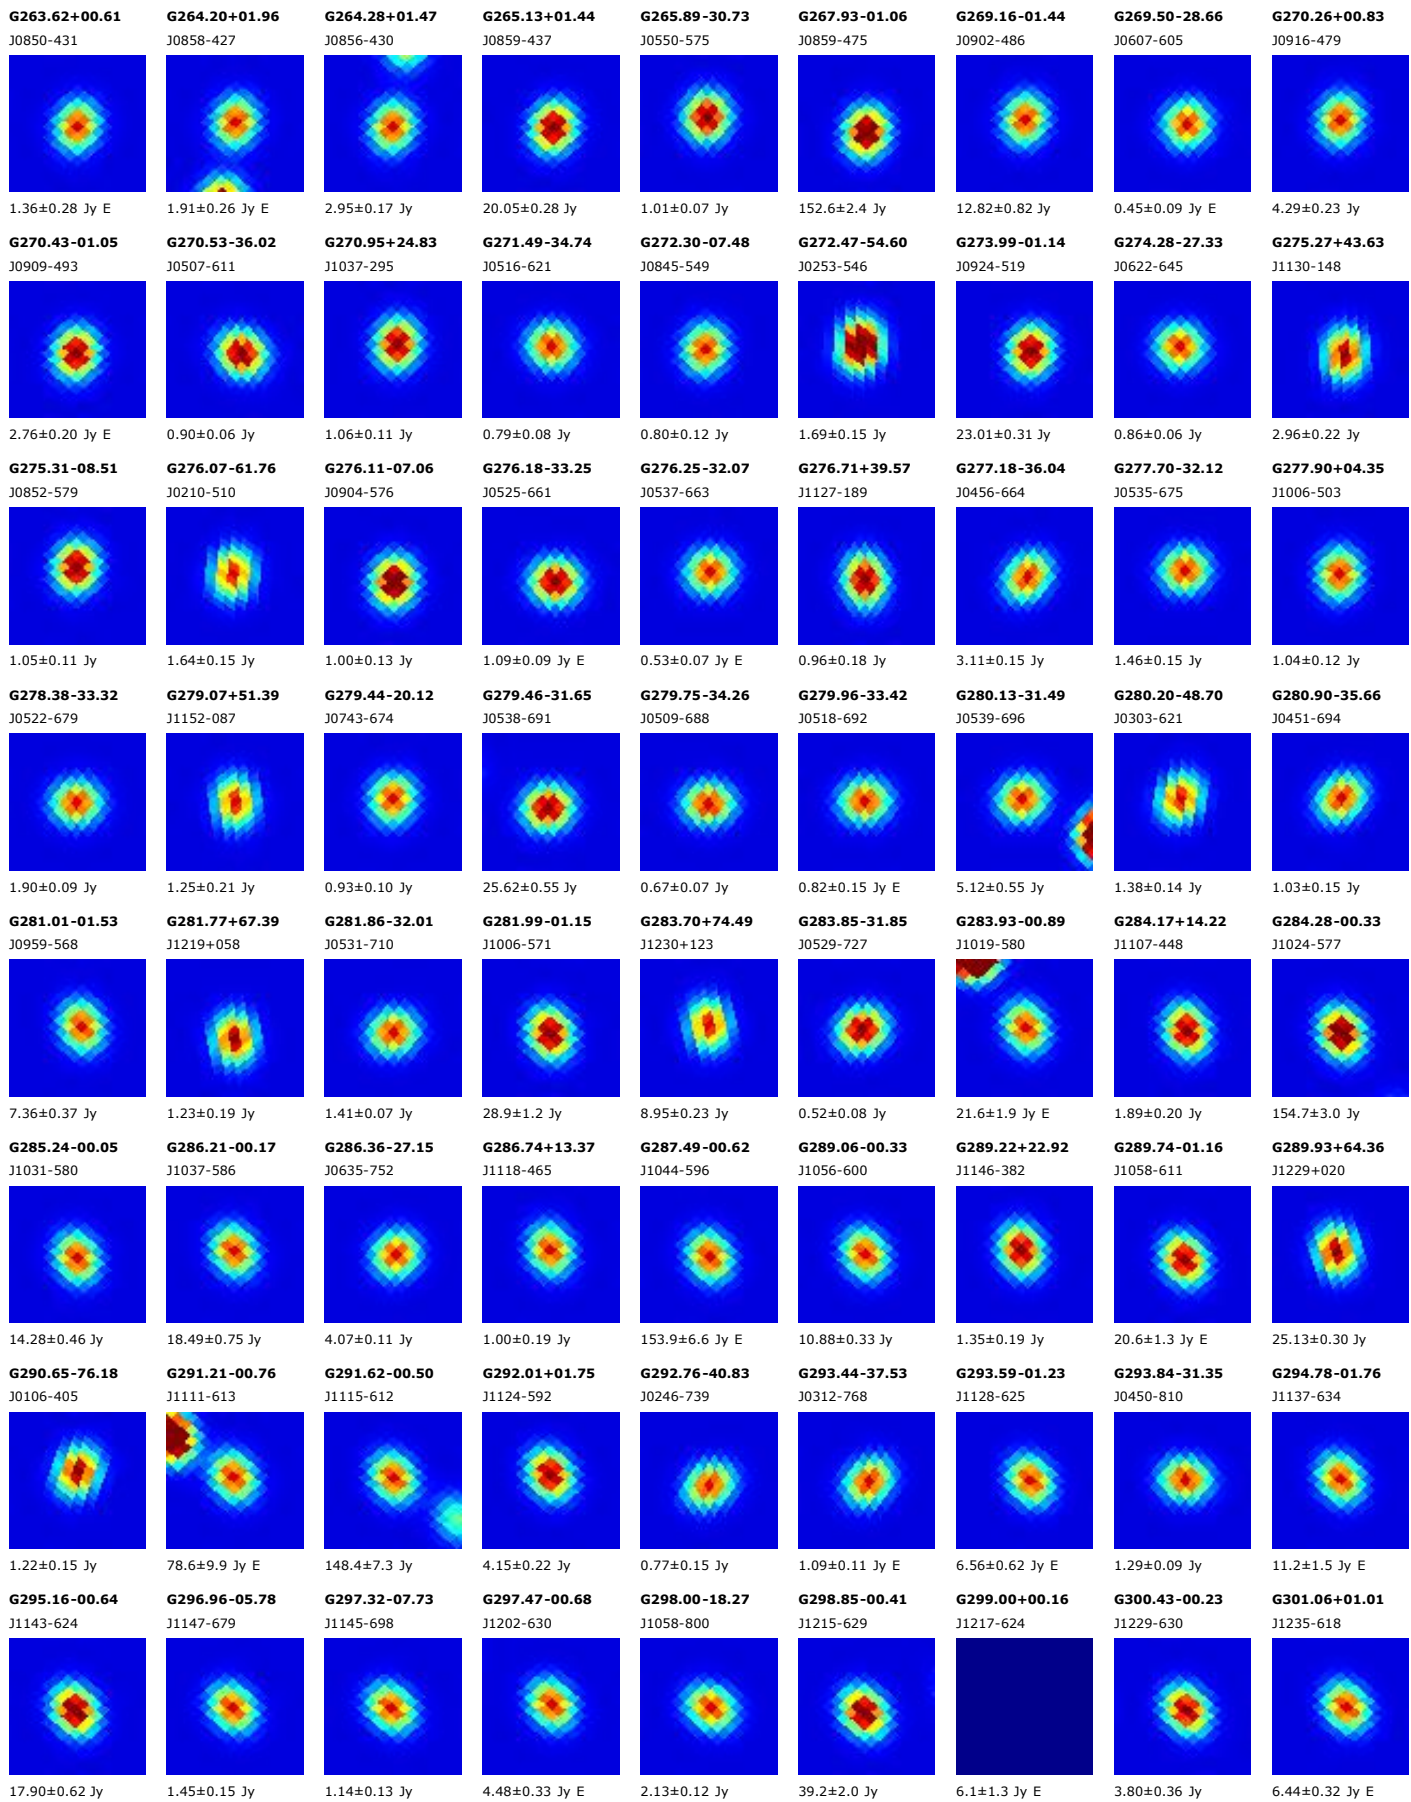 G263.62+00.61 G264.20+01.96 G264.28+01.47 G265.13+01.44 G265.89-30.73 G267.93-01.06 G269.16-01.44 G269.50-28.66 G270.26+00.83
J0850-431 J0858-427 J0856-430 J0859-437 J0550-575 J0859-475 J0902-486 J0607-605 J0916-479
1.36±0.28 Jy E 1.91±0.26 Jy E 2.95±0.17 Jy 20.05±0.28 Jy 1.01±0.07 Jy 152.6±2.4 Jy 12.82±0.82 Jy 0.45±0.09 Jy E 4.29±0.23 Jy
G270.43-01.05 G270.53-36.02 G270.95+24.83 G271.49-34.74 G272.30-07.48 G272.47-54.60 G273.99-01.14 G274.28-27.33 G275.27+43.63
J0909-493 J0507-611 J1037-295 J0516-621 J0845-549 J0253-546 J0924-519 J0622-645 J1130-148
2.76±0.20 Jy E 0.90±0.06 Jy 1.06±0.11 Jy 0.79±0.08 Jy 0.80±0.12 Jy 1.69±0.15 Jy 23.01±0.31 Jy 0.86±0.06 Jy 2.96±0.22 Jy
G275.31-08.51 G276.07-61.76 G276.11-07.06 G276.18-33.25 G276.25-32.07 G276.71+39.57 G277.18-36.04 G277.70-32.12 G277.90+04.35
J0852-579 J0210-510 J0904-576 J0525-661 J0537-663 J1127-189 J0456-664 J0535-675 J1006-503
1.05±0.11 Jy 1.64±0.15 Jy 1.00±0.13 Jy 1.09±0.09 Jy E 0.53±0.07 Jy E 0.96±0.18 Jy 3.11±0.15 Jy 1.46±0.15 Jy 1.04±0.12 Jy
G278.38-33.32 G279.07+51.39 G279.44-20.12 G279.46-31.65 G279.75-34.26 G279.96-33.42 G280.13-31.49 G280.20-48.70 G280.90-35.66
J0522-679 J1152-087 J0743-674 J0538-691 J0509-688 J0518-692 J0539-696 J0303-621 J0451-694
1.90±0.09 Jy 1.25±0.21 Jy 0.93±0.10 Jy 25.62±0.55 Jy 0.67±0.07 Jy 0.82±0.15 Jy E 5.12±0.55 Jy 1.38±0.14 Jy 1.03±0.15 Jy
G281.01-01.53 G281.77+67.39 G281.86-32.01 G281.99-01.15 G283.70+74.49 G283.85-31.85 G283.93-00.89 G284.17+14.22 G284.28-00.33
J0959-568 J1219+058 J0531-710 J1006-571 J1230+123 J0529-727 J1019-580 J1107-448 J1024-577
7.36±0.37 Jy 1.23±0.19 Jy 1.41±0.07 Jy 28.9±1.2 Jy 8.95±0.23 Jy 0.52±0.08 Jy 21.6±1.9 Jy E 1.89±0.20 Jy 154.7±3.0 Jy
G285.24-00.05 G286.21-00.17 G286.36-27.15 G286.74+13.37 G287.49-00.62 G289.06-00.33 G289.22+22.92 G289.74-01.16 G289.93+64.36
J1031-580 J1037-586 J0635-752 J1118-465 J1044-596 J1056-600 J1146-382 J1058-611 J1229+020
14.28±0.46 Jy 18.49±0.75 Jy 4.07±0.11 Jy 1.00±0.19 Jy 153.9±6.6 Jy E 10.88±0.33 Jy 1.35±0.19 Jy 20.6±1.3 Jy E 25.13±0.30 Jy
G290.65-76.18 G291.21-00.76 G291.62-00.50 G292.01+01.75 G292.76-40.83 G293.44-37.53 G293.59-01.23 G293.84-31.35 G294.78-01.76
J0106-405 J1111-613 J1115-612 J1124-592 J0246-739 J0312-768 J1128-625 J0450-810 J1137-634
1.22±0.15 Jy 78.6±9.9 Jy E 148.4±7.3 Jy 4.15±0.22 Jy 0.77±0.15 Jy 1.09±0.11 Jy E 6.56±0.62 Jy E 1.29±0.09 Jy 11.2±1.5 Jy E
G295.16-00.64 G296.96-05.78 G297.32-07.73 G297.47-00.68 G298.00-18.27 G298.85-00.41 G299.00+00.16 G300.43-00.23 G301.06+01.01
J1143-624 J1147-679 J1145-698 J1202-630 J1058-800 J1215-629 J1217-624 J1229-630 J1235-618
17.90±0.62 Jy 1.45±0.15 Jy 1.14±0.13 Jy 4.48±0.33 Jy E 2.13±0.12 Jy 39.2±2.0 Jy 6.1±1.3 Jy E 3.80±0.36 Jy 6.44±0.32 Jy E